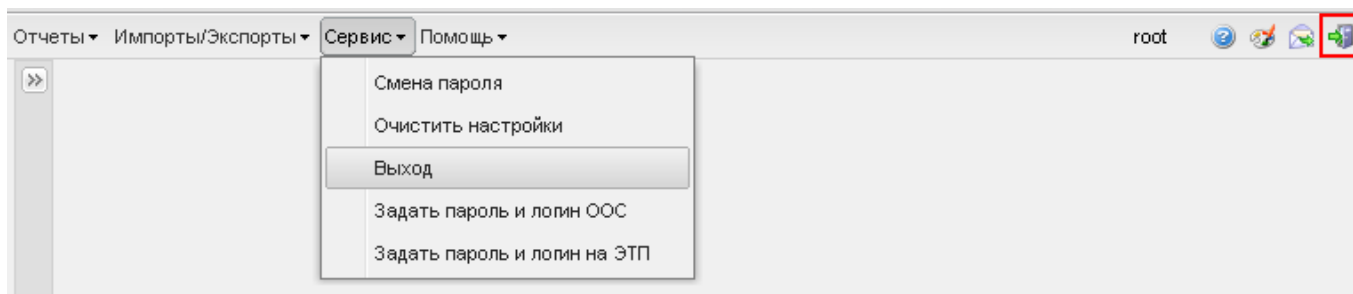 Отчеты Импорты/Экспорты Сервис Помощь root
Смена пароля
Очистить настройки
Выход
Задать пароль и логин ООС
Задать пароль и логин на ЭТП